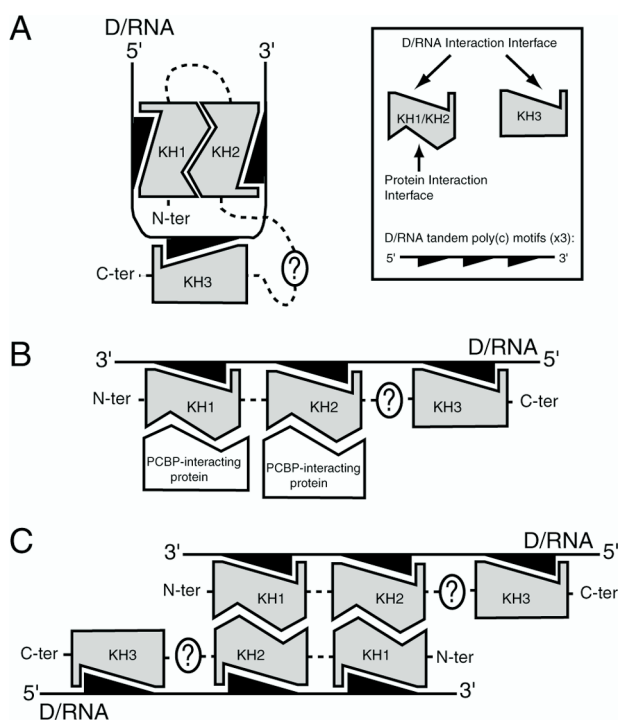 A
D/RNA
5' 3'
KH1 KH2
N-ter
?
C-ter KH3
D/RNA Interaction Interface
KH1/KH2 KH3
Protein Interaction
Interface
D/RNA tandem poly(c) motifs (x3):
5' 3'
B
D/RNA
3' 5'
N-ter KH1 KH2 ? KH3 C-ter
PCBP-interacting
protein
PCBP-interacting
protein
C
D/RNA
3' 5'
N-ter KH1 KH2 ? KH3 C-ter
C-ter KH3 ? KH2 KH1 N-ter
5' 3'
D/RNA